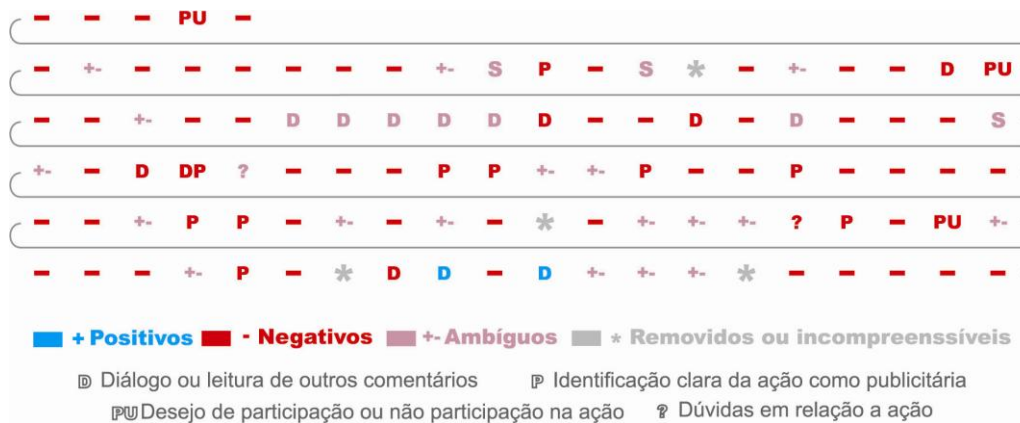 - - - PU -
- +- - - - - - - +- S P - S * - +- - - D PU
- - +- - - D D D D D D - - D - D - - - S
+- - D DP ? - - - P P +- +- P - - P - - - -
- - +- P P - +- - +- - * - +- +- +- ? P - PU +-
- - - +- P - * D D - D +- +- +- * - - - - -
+ Positivos - Negativos +- Ambíguos * Removidos ou incompreenssíveis
D Diálogo ou leitura de outros comentários P Identificação clara da ação como publicitária
PU Desejo de participação ou não participação na ação ? Dúvidas em relação a ação